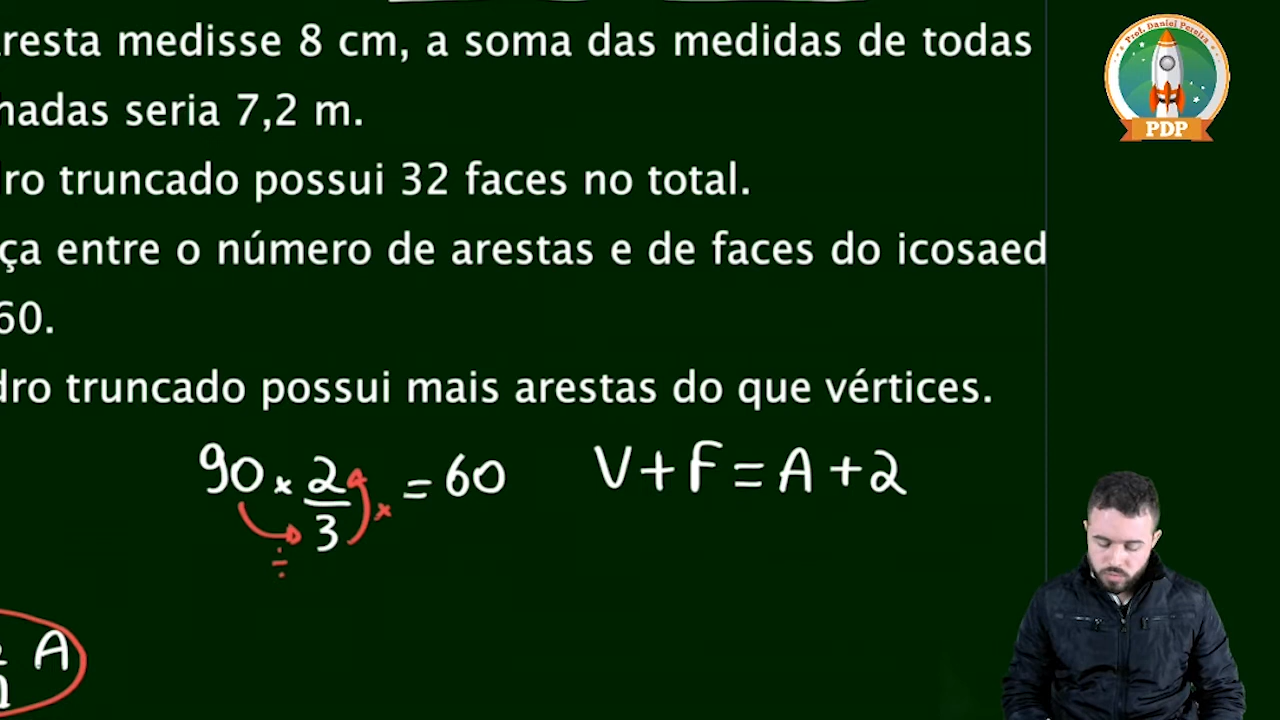 aresta medisse 8 cm, a soma das medidas de todas
hadas seria 7,2 m.
dro truncado possui 32 faces no total.
ça entre o número de arestas e de faces do icosaed
60.
dro truncado possui mais arestas do que vértices.
90 × 2/3 = 60 V + F = A + 2
×
÷
A
Prof. Daniel Pereira
PDP